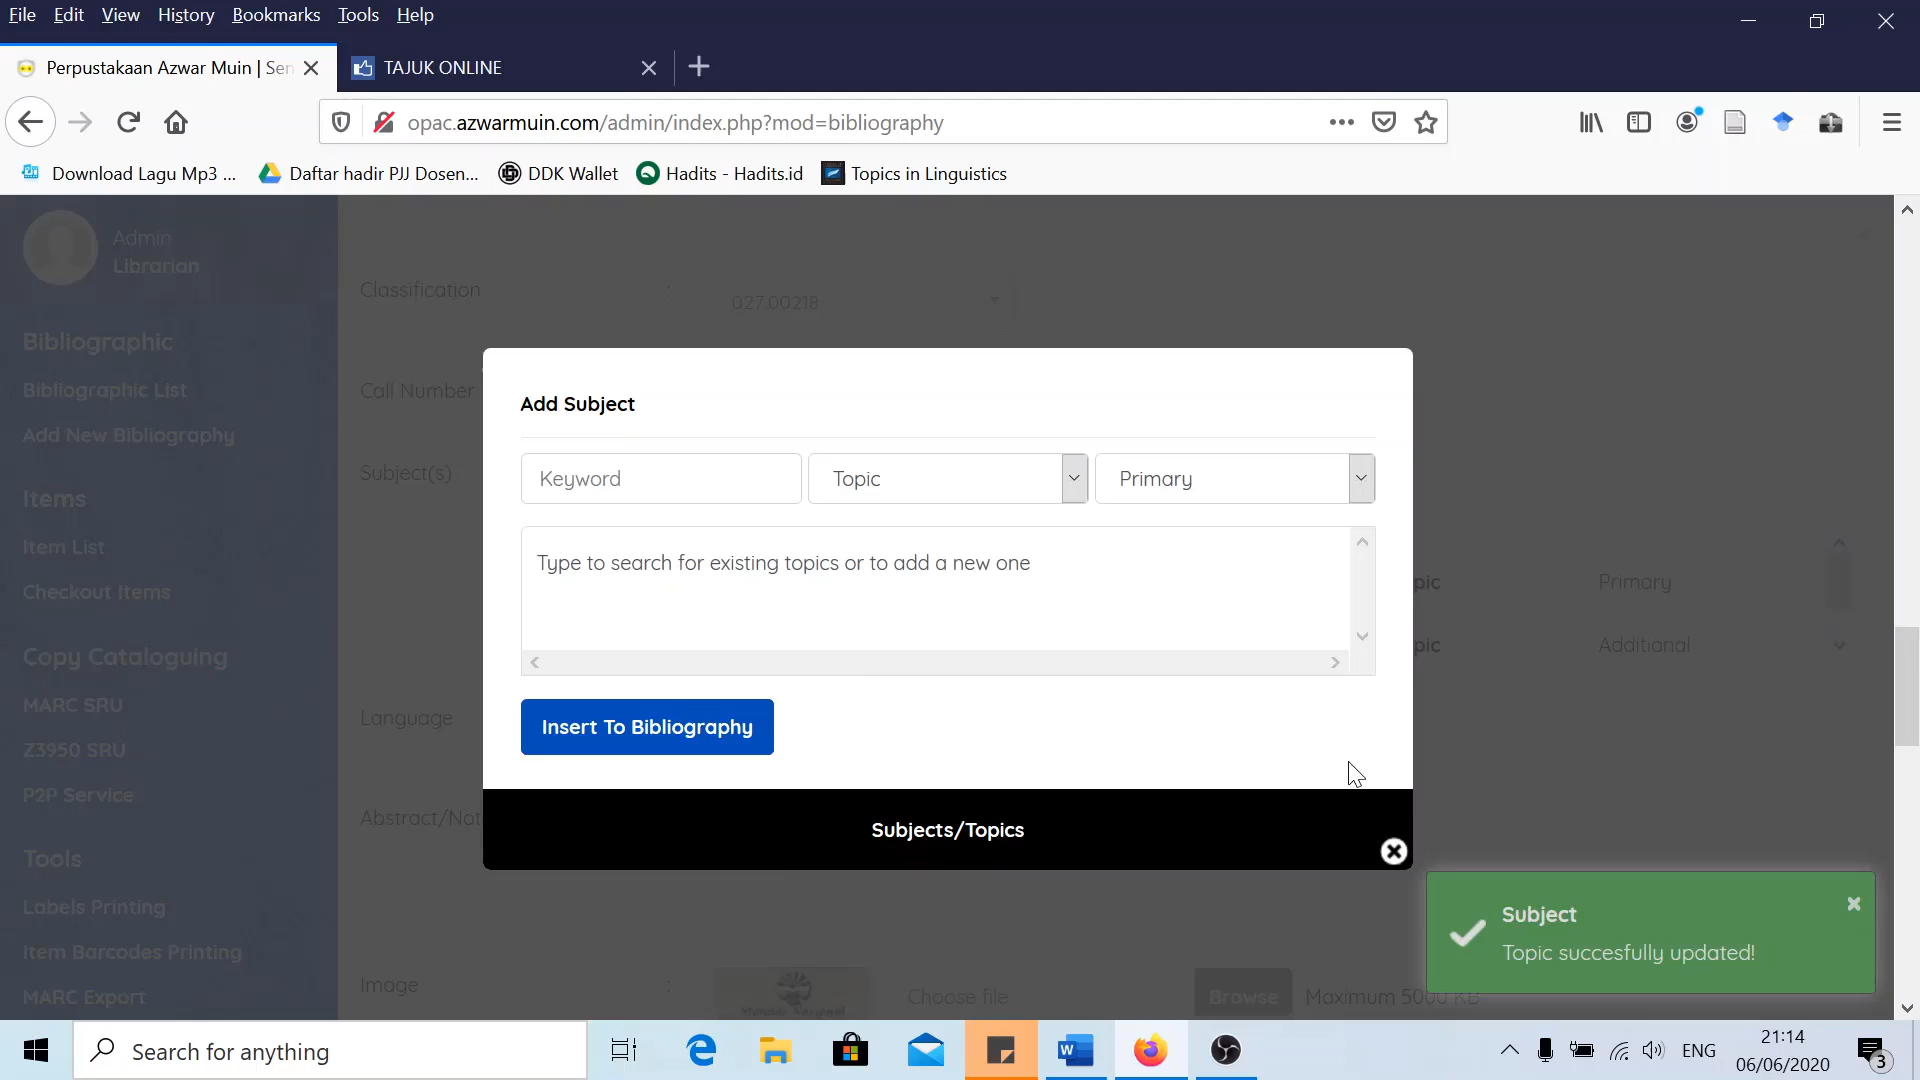 File Edit View History Bookmarks Tools Help
Perpustakaan Azwar Muin | Sen
TAJUK ONLINE
opac.azwarmuin.com/admin/index.php?mod=bibliography
Download Lagu Mp3 ...
Daftar hadir PJJ Dosen...
DDK Wallet
Hadits - Hadits.id
Topics in Linguistics
Admin
Librarian
Bibliographic
Bibliographic List
Add New Bibliography
Items
Item List
Checkout Items
Copy Cataloguing
MARC SRU
Z3950 SRU
P2P Service
Tools
Labels Printing
Item Barcodes Printing
MARC Export
Classification : 027.00218
Call Number
Subject(s)
Add Subject
Keyword Topic Primary
Type to search for existing topics or to add a new one
Insert To Bibliography
Subjects/Topics
pic Primary
pic Additional
Language
Abstract/Not
Image : Choose file Browse Maximum 5000 KB
Subject
Topic succesfully updated!
Search for anything
ENG
21:14
06/06/2020
3